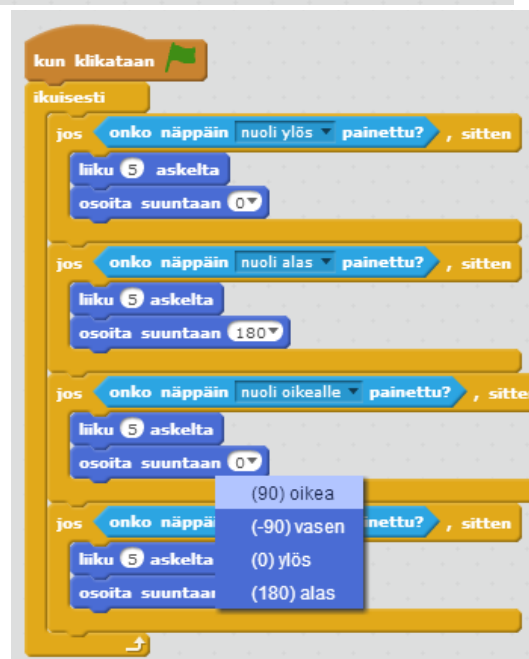 kun klikataan
ikuisesti
jos onko näppäin nuoli ylös painettu? , sitten
liiku 5 askelta
osoita suuntaan 0
jos onko näppäin nuoli alas painettu? , sitten
liiku 5 askelta
osoita suuntaan 180
jos onko näppäin nuoli oikealle painettu? , sitte
liiku 5 askelta
osoita suuntaan 0
(90) oikea
(-90) vasen
(0) ylös
(180) alas
jos onko näppäi inettu? , sitten
liiku 5 askelta
osoita suuntaa